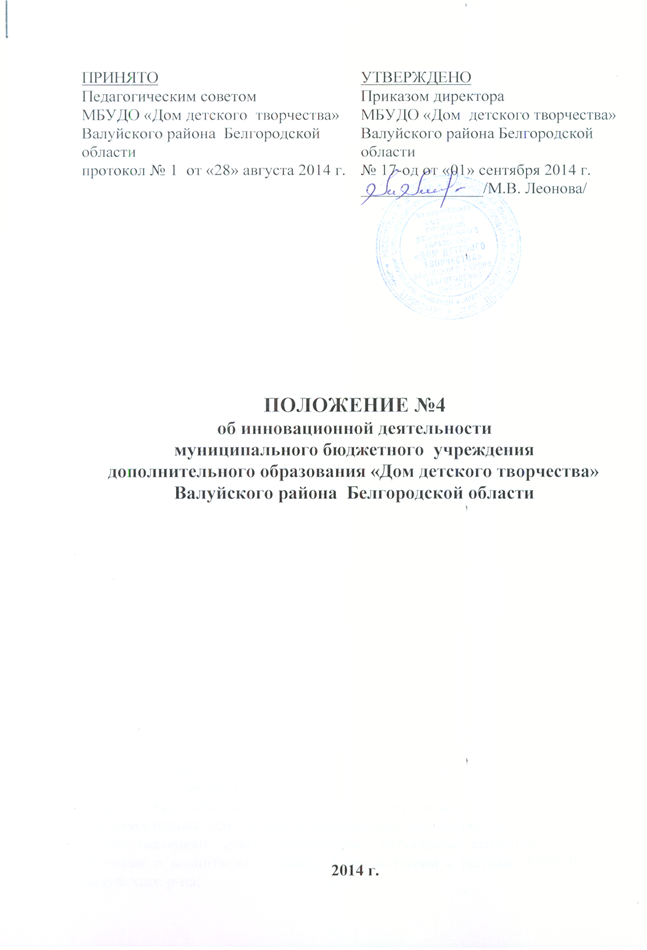 ПРИНЯТО
Педагогическим советом
МБУДО «Дом детского творчества»
Валуйского района Белгородской
области
протокол № 1 от «28» августа 2014 г.
УТВЕРЖДЕНО
Приказом директора
МБУДО «Дом детского творчества»
Валуйского района Белгородской
области
№ 17-од от «01» сентября 2014 г.
/М.В. Леонова/
ПОЛОЖЕНИЕ №4
об инновационной деятельности
муниципального бюджетного учреждения
дополнительного образования «Дом детского творчества»
Валуйского района Белгородской области
2014 г.